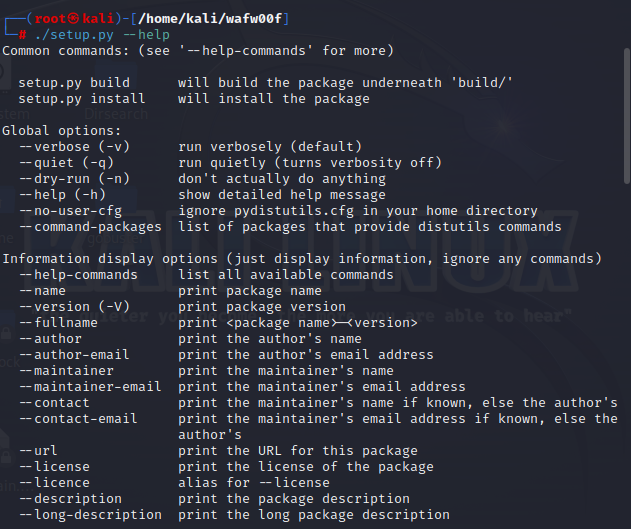 ┌──(root㉿kali)-[/home/kali/wafw00f]
└─# ./setup.py --help
Common commands: (see '--help-commands' for more)

  setup.py build      will build the package underneath 'build/'
  setup.py install    will install the package

Global options:
  --verbose (-v)      run verbosely (default)
  --quiet (-q)        run quietly (turns verbosity off)
  --dry-run (-n)      don't actually do anything
  --help (-h)         show detailed help message
  --no-user-cfg       ignore pydistutils.cfg in your home directory
  --command-packages  list of packages that provide distutils commands

Information display options (just display information, ignore any commands)
  --help-commands     list all available commands
  --name              print package name
  --version (-V)      print package version
  --fullname          print <package name>-<version>
  --author            print the author's name
  --author-email      print the author's email address
  --maintainer        print the maintainer's name
  --maintainer-email  print the maintainer's email address
  --contact           print the maintainer's name if known, else the author's
  --contact-email     print the maintainer's email address if known, else the
                      author's
  --url               print the URL for this package
  --license           print the license of the package
  --licence           alias for --license
  --description       print the package description
  --long-description  print the long package description
Dirsearch
KALI LINUX
you are able to hear"